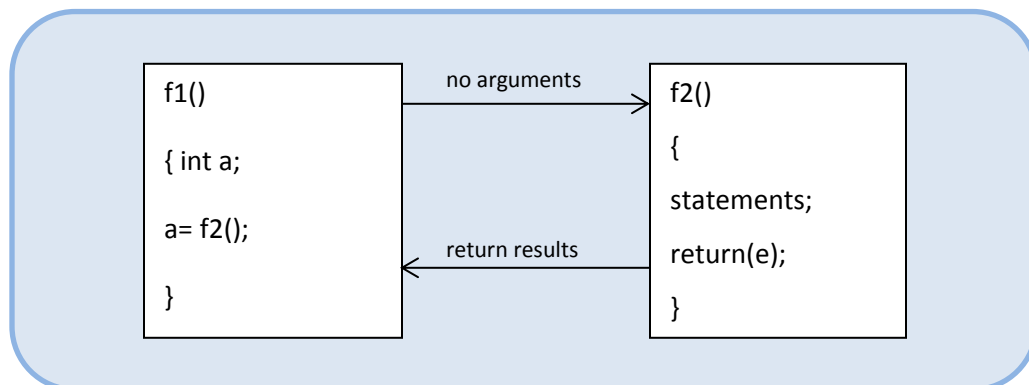 f1()
{ int a;
a= f2();
}
no arguments
return results
f2()
{
statements;
return(e);
}